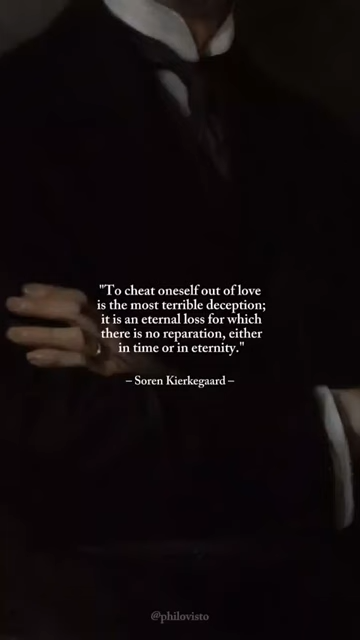 "To cheat oneself out of love
is the most terrible deception;
it is an eternal loss for which
there is no reparation, either
in time or in eternity."
– Soren Kierkegaard –
@philovisto